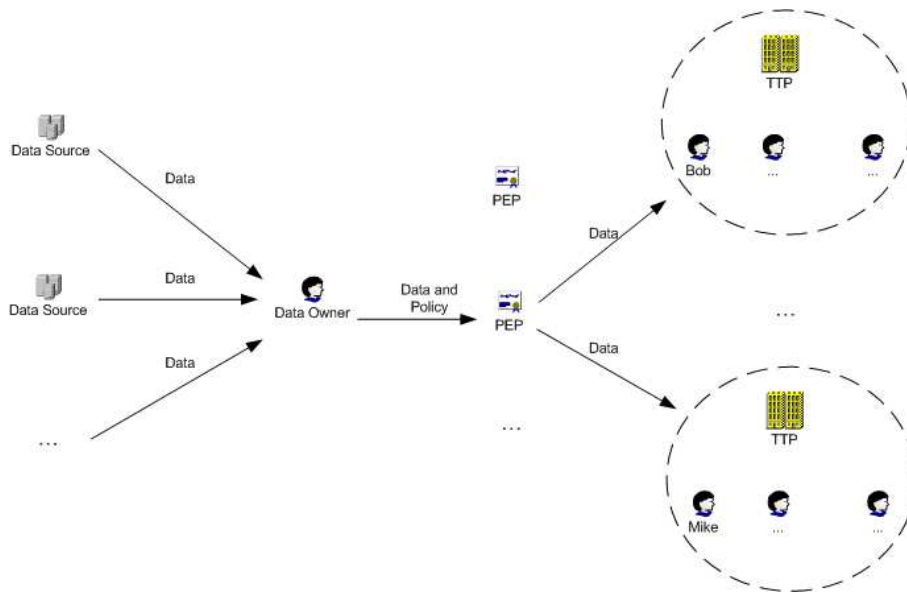 TTP
Data Source
Bob
...
...
Data
PEP
Data
Data Source
Data
Data Owner
Data and
Policy
PEP
...
Data
Data
...
...
TTP
Mike
...
...